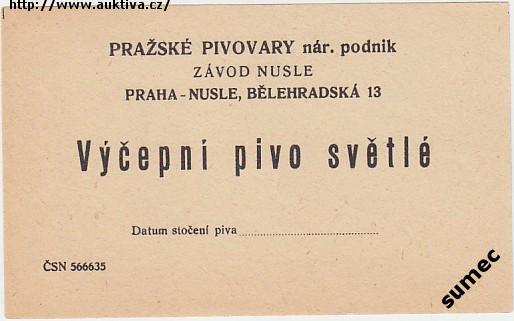 http://www.auktiva.cz/
PRAŽSKÉ PIVOVARY nár. podnik
ZÁVOD NUSLE
PRAHA - NUSLE, BĚLEHRADSKÁ 13
Výčepní pivo světlé
Datum stočení piva
ČSN 566635
sumec